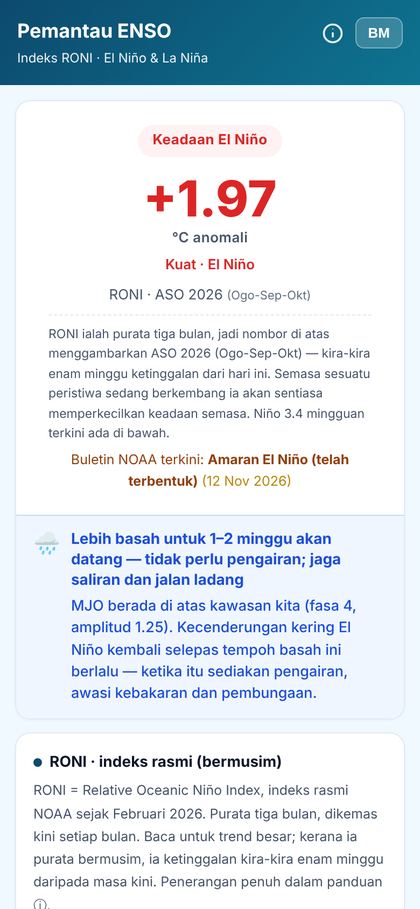 Pemantau ENSO
BM
Indeks RONI · El Niño & La Niña
Keadaan El Niño
+1.97
°C anomali
Kuat · El Niño
RONI · ASO 2026 (Ogo-Sep-Okt)
RONI ialah purata tiga bulan, jadi nombor di atas
menggambarkan ASO 2026 (Ogo-Sep-Okt) — kira-kira
enam minggu ketinggalan dari hari ini. Semasa sesuatu
peristiwa sedang berkembang ia akan sentiasa
memperkecilkan keadaan semasa. Niño 3.4 mingguan
terkini ada di bawah.
Buletin NOAA terkini: Amaran El Niño (telah
terbentuk) (12 Nov 2026)
Lebih basah untuk 1–2 minggu akan
datang — tidak perlu pengairan; jaga
saliran dan jalan ladang
MJO berada di atas kawasan kita (fasa 4,
amplitud 1.25). Kecenderungan kering El
Niño kembali selepas tempoh basah ini
berlalu — ketika itu sediakan pengairan,
awasi kebakaran dan pembungaan.
RONI · indeks rasmi (bermusim)
RONI = Relative Oceanic Niño Index, indeks rasmi
NOAA sejak Februari 2026. Purata tiga bulan, dikemas
kini setiap bulan. Baca untuk trend besar; kerana ia
purata bermusim, ia ketinggalan kira-kira enam minggu
daripada masa kini. Penerangan penuh dalam panduan
ⓘ.